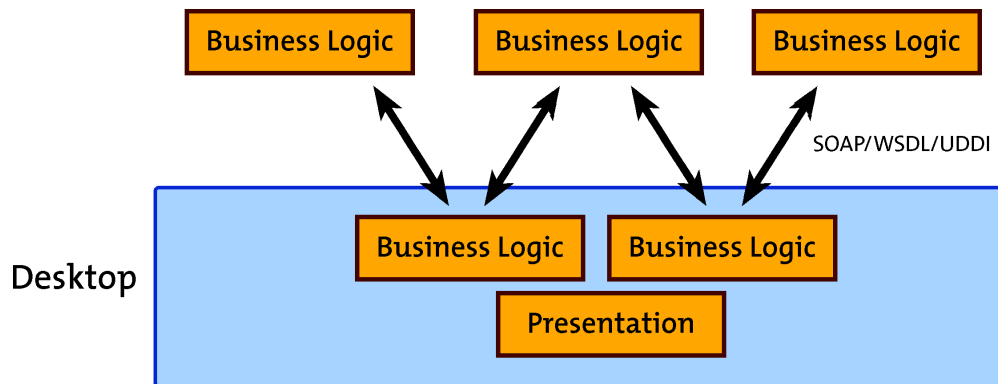 Business Logic
Business Logic
Business Logic
SOAP/WSDL/UDDI
Business Logic
Business Logic
Desktop
Presentation